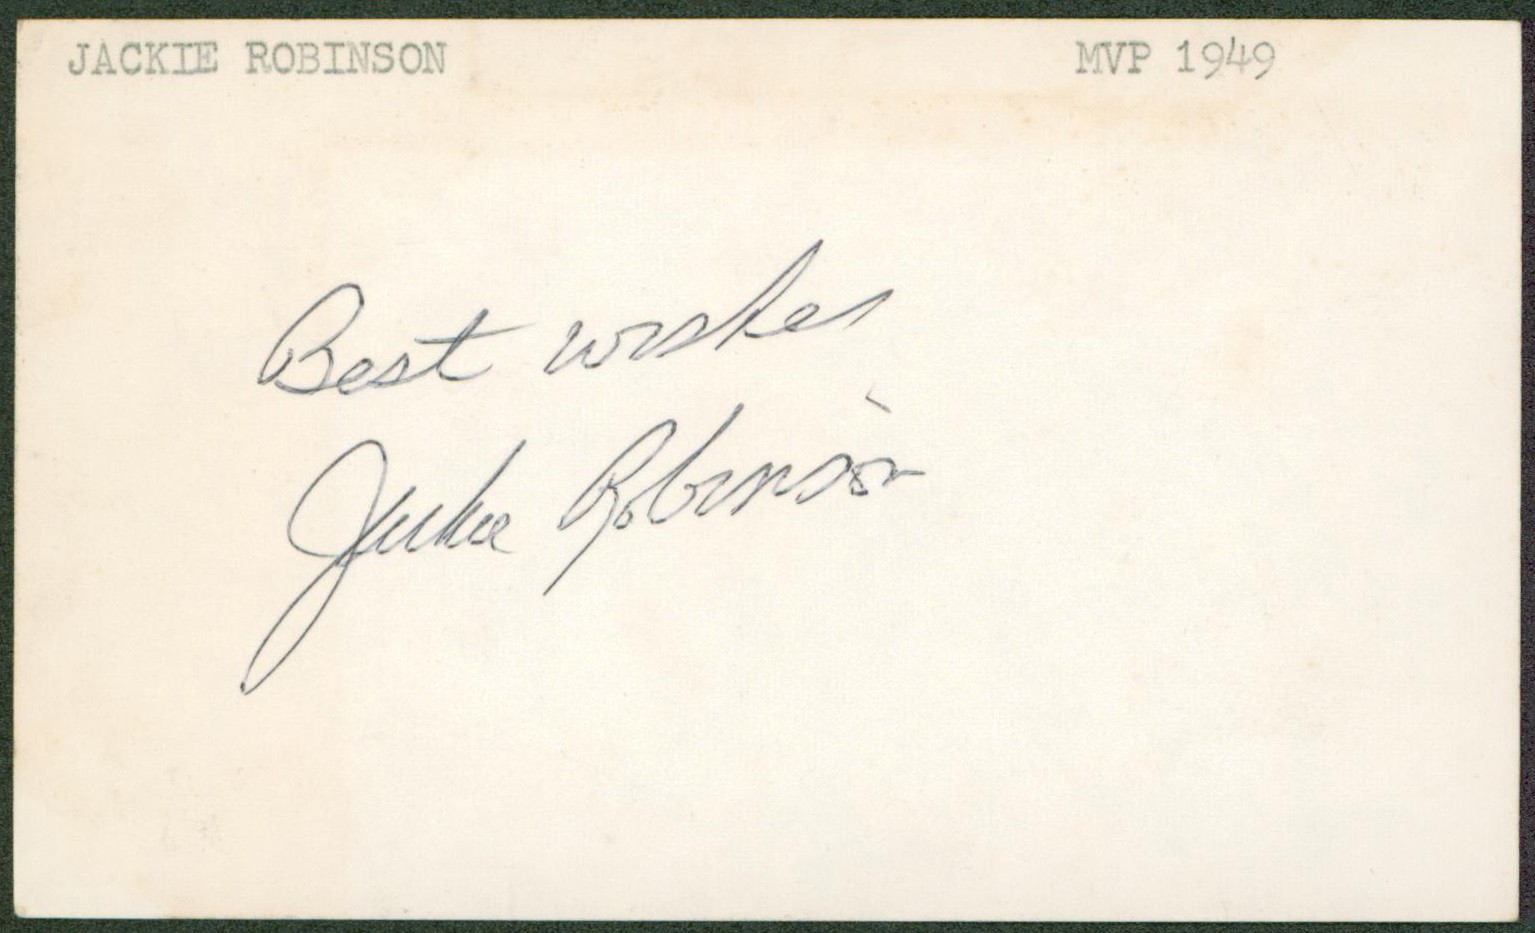 JACKIE ROBINSON MVP 1949
Best wishes
Jackie Robinson